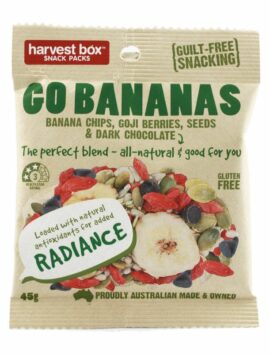 harvest box™
SNACK PACKS
GUILT-FREE
SNACKING
GO BANANAS
BANANA CHIPS, GOJI BERRIES, SEEDS
& DARK CHOCOLATE
The perfect blend - all-natural & good for you
GLUTEN
FREE
Loaded with natural
antioxidants for added
RADIANCE
45g
PROUDLY AUSTRALIAN MADE & OWNED